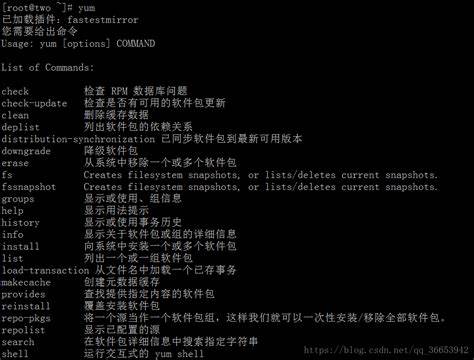 [root@two ~]# yum
已加载插件：fastestmirror
您需要给出命令
Usage: yum [options] COMMAND
List of Commands:
check 检查 RPM 数据库问题
check-update 检查是否有可用的软件包更新
clean 删除缓存数据
deplist 列出软件包的依赖关系
distribution-synchronization 已同步软件包到最新可用版本
downgrade 降级软件包
erase 从系统中移除一个或多个软件包
fs Creates filesystem snapshots, or lists/deletes current snapshots.
fssnapshot Creates filesystem snapshots, or lists/deletes current snapshots.
groups 显示或使用、组信息
help 显示用法提示
history 显示或使用事务历史
info 显示关于软件包或组的详细信息
install 向系统中安装一个或多个软件包
list 列出一个或一组软件包
load-transaction 从文件名中加载一个已存事务
makecache 创建元数据缓存
provides 查找提供指定内容的软件包
reinstall 覆盖安装软件包
repo-pkgs 将一个源当作一个软件包组，这样我们就可以一次性安装/移除全部软件包。
repolist 显示已配置的源
search 在软件包详细信息中搜索指定字符串
shell 运行交互式的 yum shell
https://blog.csdn.net/qq_36653942